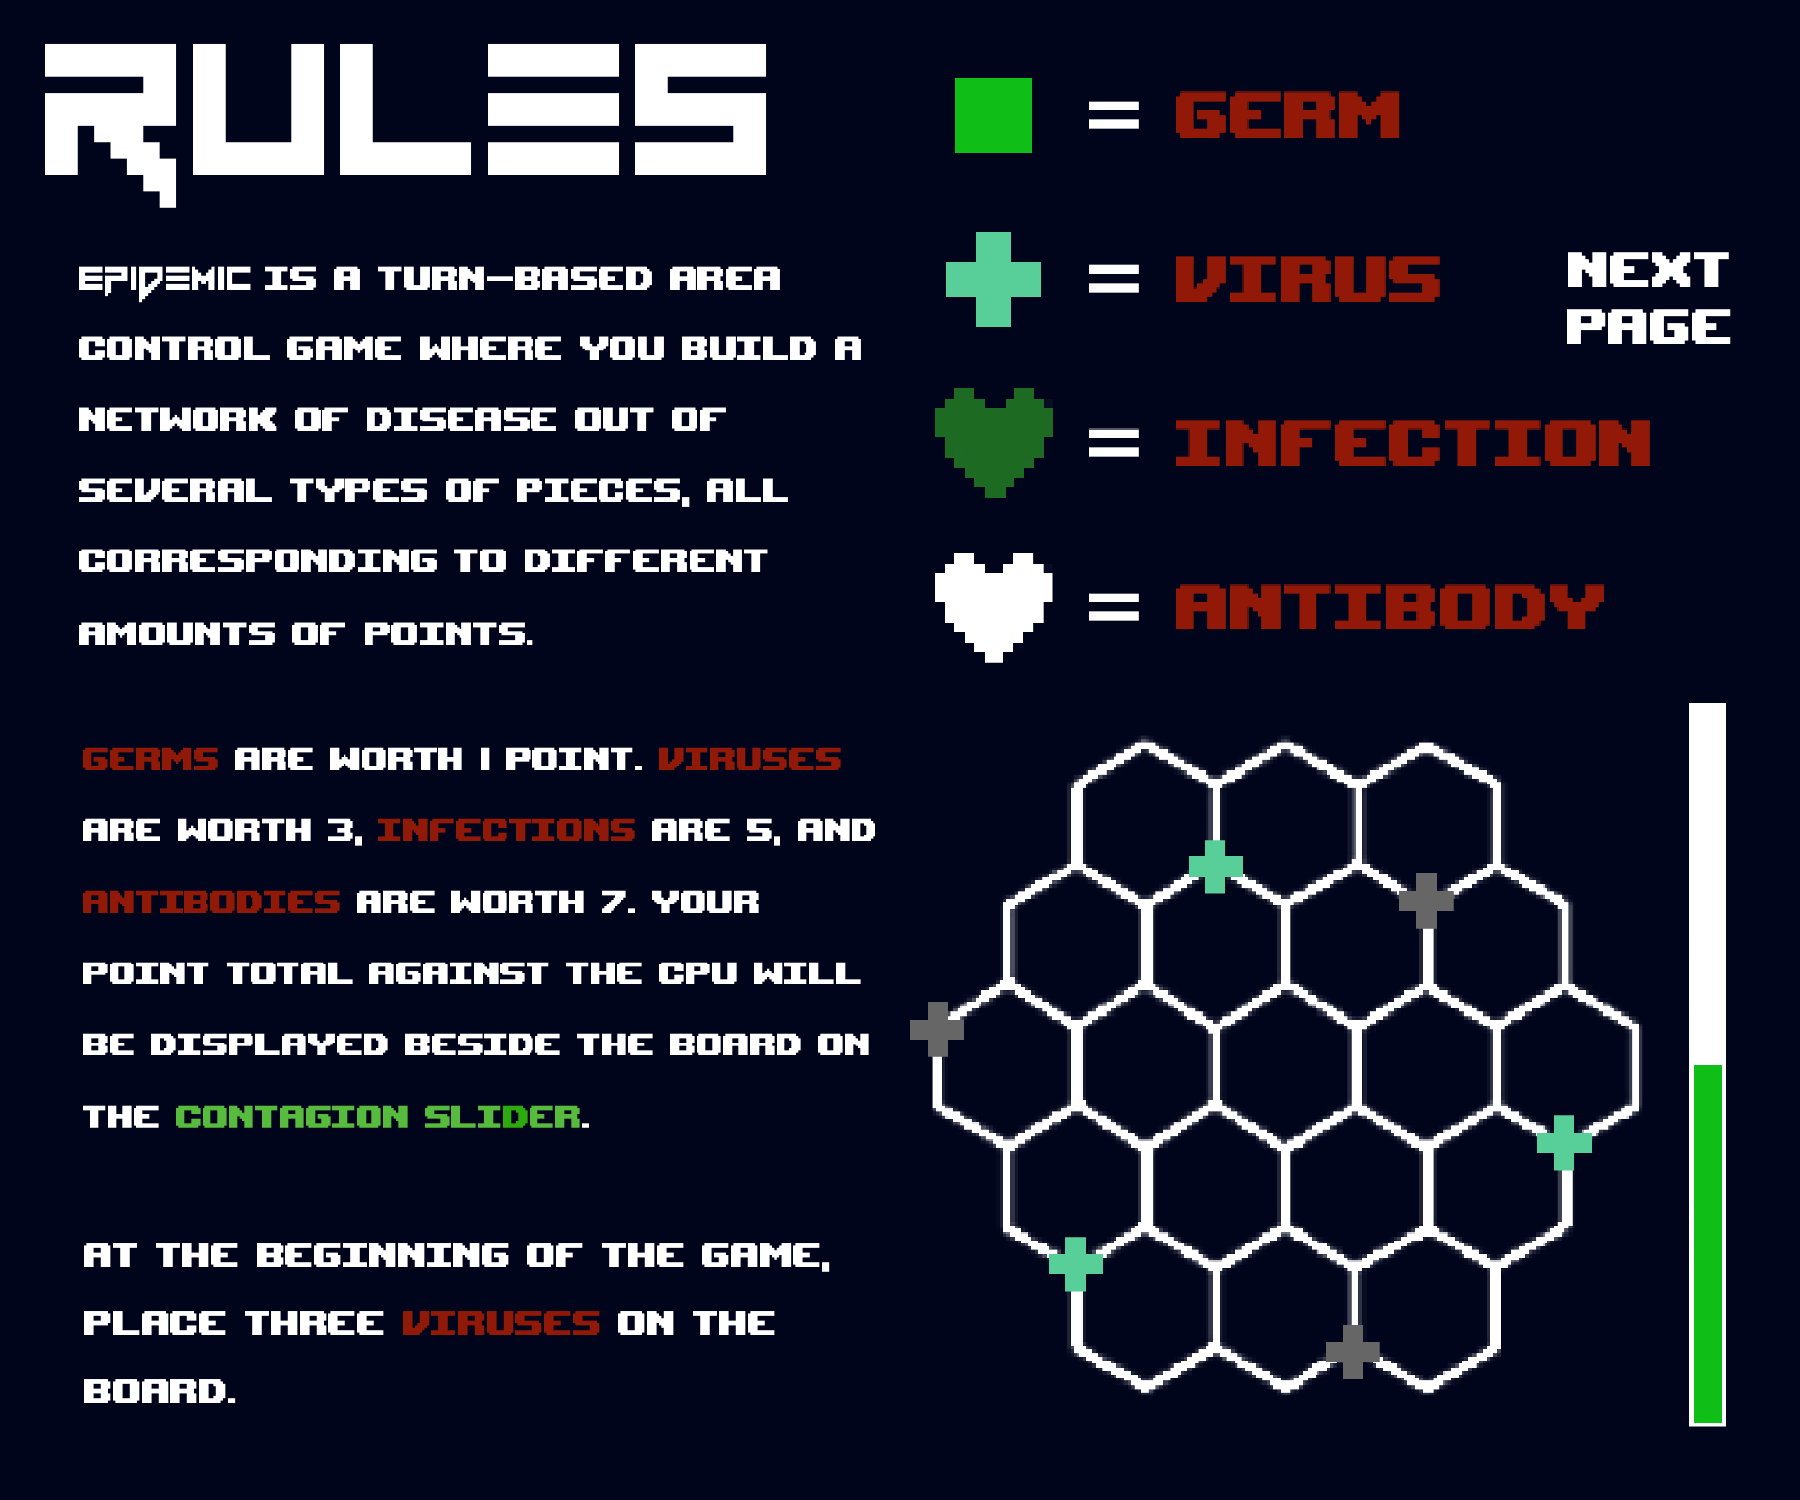 RULES
EPIDEMIC IS A TURN-BASED AREA
CONTROL GAME WHERE YOU BUILD A
NETWORK OF DISEASE OUT OF
SEVERAL TYPES OF PIECES, ALL
CORRESPONDING TO DIFFERENT
AMOUNTS OF POINTS.
GERMS ARE WORTH 1 POINT. VIRUSES
ARE WORTH 3, INFECTIONS ARE 5, AND
ANTIBODIES ARE WORTH 7. YOUR
POINT TOTAL AGAINST THE CPU WILL
BE DISPLAYED BESIDE THE BOARD ON
THE CONTAGION SLIDER.
AT THE BEGINNING OF THE GAME,
PLACE THREE VIRUSES ON THE
BOARD.
= GERM
= VIRUS
= INFECTION
= ANTIBODY
NEXT
PAGE